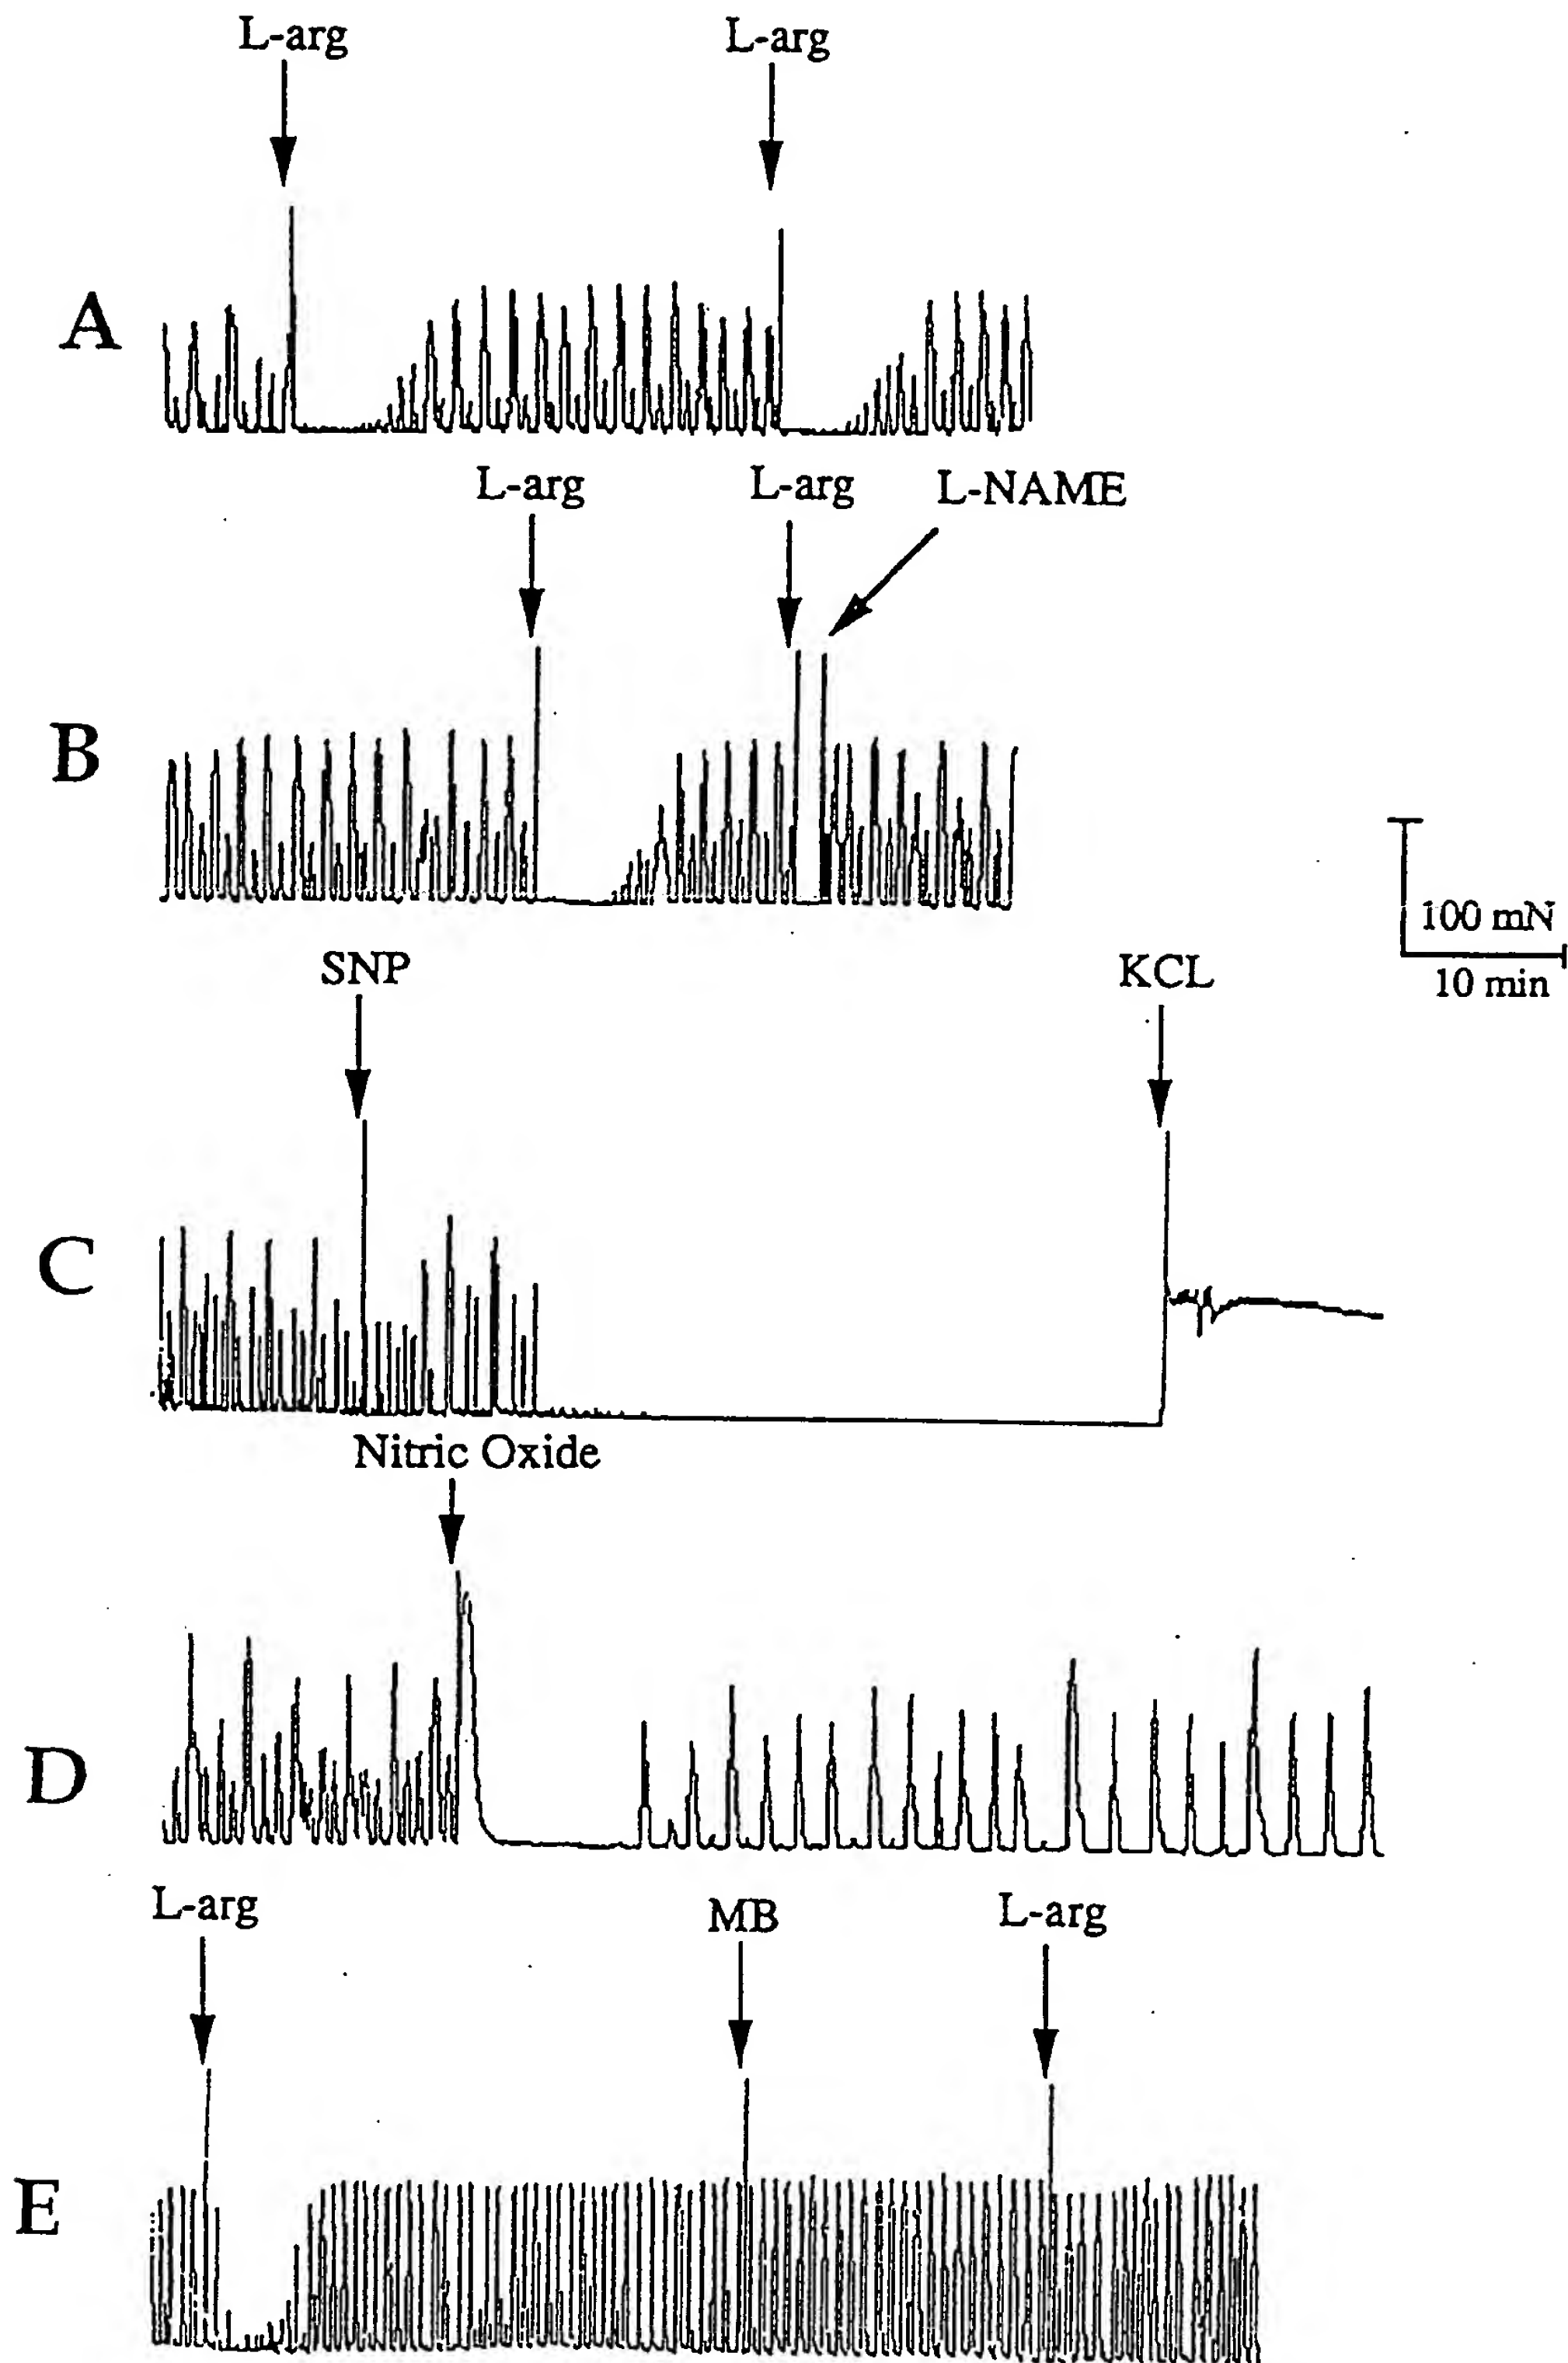 L-arg L-arg
A
L-arg L-arg L-NAME
B
100 mN
10 min
SNP KCL
C
Nitric Oxide
D
L-arg MB L-arg
E